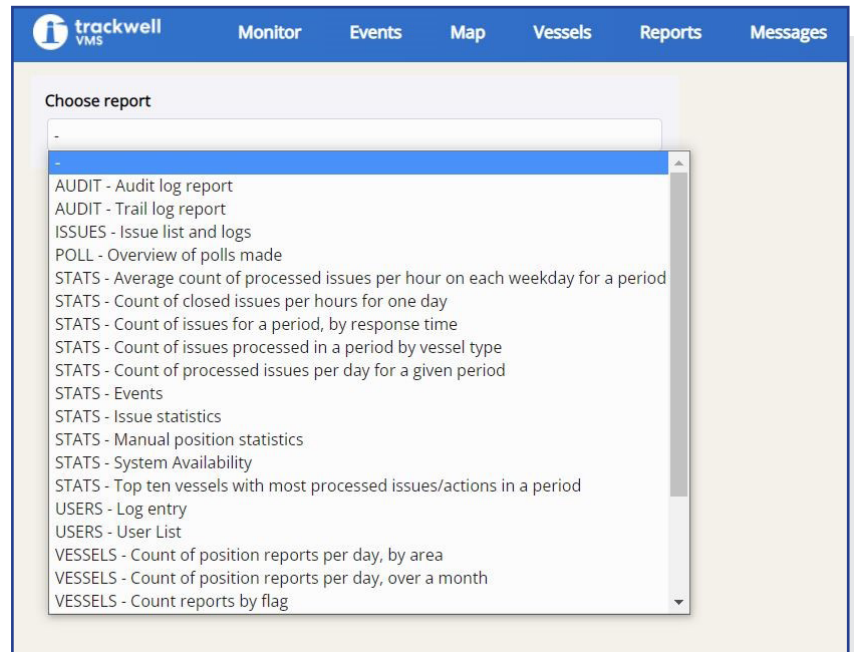 trackwell
VMS
Monitor Events Map Vessels Reports Messages
Choose report
-
-
AUDIT - Audit log report
AUDIT - Trail log report
ISSUES - Issue list and logs
POLL - Overview of polls made
STATS - Average count of processed issues per hour on each weekday for a period
STATS - Count of closed issues per hours for one day
STATS - Count of issues for a period, by response time
STATS - Count of issues processed in a period by vessel type
STATS - Count of processed issues per day for a given period
STATS - Events
STATS - Issue statistics
STATS - Manual position statistics
STATS - System Availability
STATS - Top ten vessels with most processed issues/actions in a period
USERS - Log entry
USERS - User List
VESSELS - Count of position reports per day, by area
VESSELS - Count of position reports per day, over a month
VESSELS - Count reports by flag